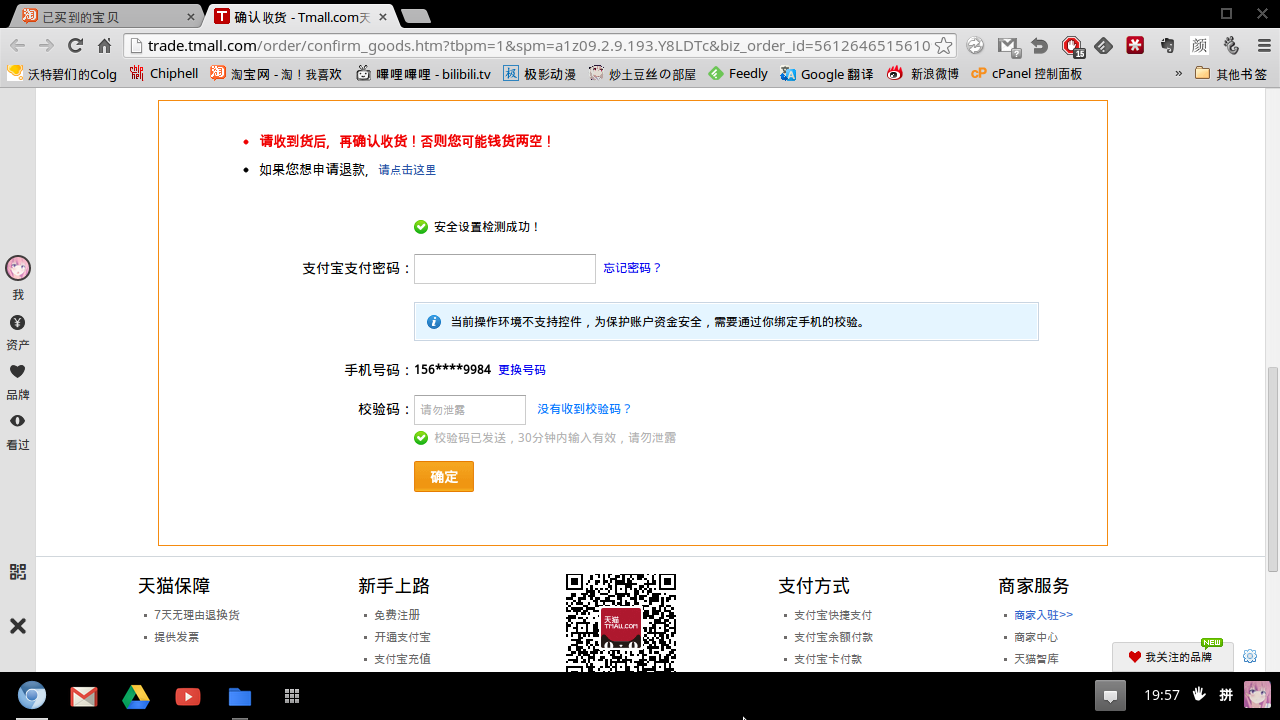 已买到的宝贝
确认收货 - Tmall.com天
trade.tmall.com/order/confirm_goods.htm?tbpm=1&spm=a1z09.2.9.193.Y8LDTc&biz_order_id=5612646515610
沃特碧们的Colg
Chiphell
淘宝网 - 淘！我喜欢
嗶哩嗶哩 - bilibili.tv
极影动漫
炒土豆丝の部屋
Feedly
Google 翻译
新浪微博
cPanel 控制面板
»
其他书签
请收到货后，再确认收货！否则您可能钱货两空！
如果您想申请退款，请点击这里
安全设置检测成功！
支付宝支付密码：
忘记密码？
当前操作环境不支持控件，为保护账户资金安全，需要通过你绑定手机的校验。
手机号码：156****9984 更换号码
校验码：请勿泄露 没有收到校验码？
校验码已发送，30分钟内输入有效，请勿泄露
确定
我
资产
品牌
看过
天猫保障
7天无理由退换货
提供发票
新手上路
免费注册
开通支付宝
支付宝充值
天猫
TMALL.COM
支付方式
支付宝快捷支付
支付宝余额付款
支付宝卡付款
商家服务
商家入驻>>
商家中心
天猫智库
NEW
我关注的品牌
19:57
拼